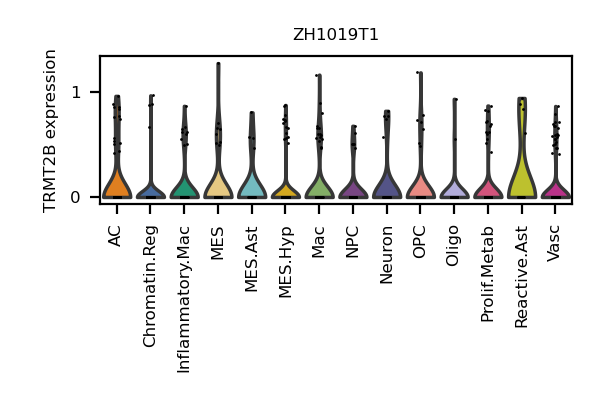 ZH1019T1
TRMT2B expression
1
0
AC
Chromatin.Reg
Inflammatory.Mac
MES
MES.Ast
MES.Hyp
Mac
NPC
Neuron
OPC
Oligo
Prolif.Metab
Reactive.Ast
Vasc